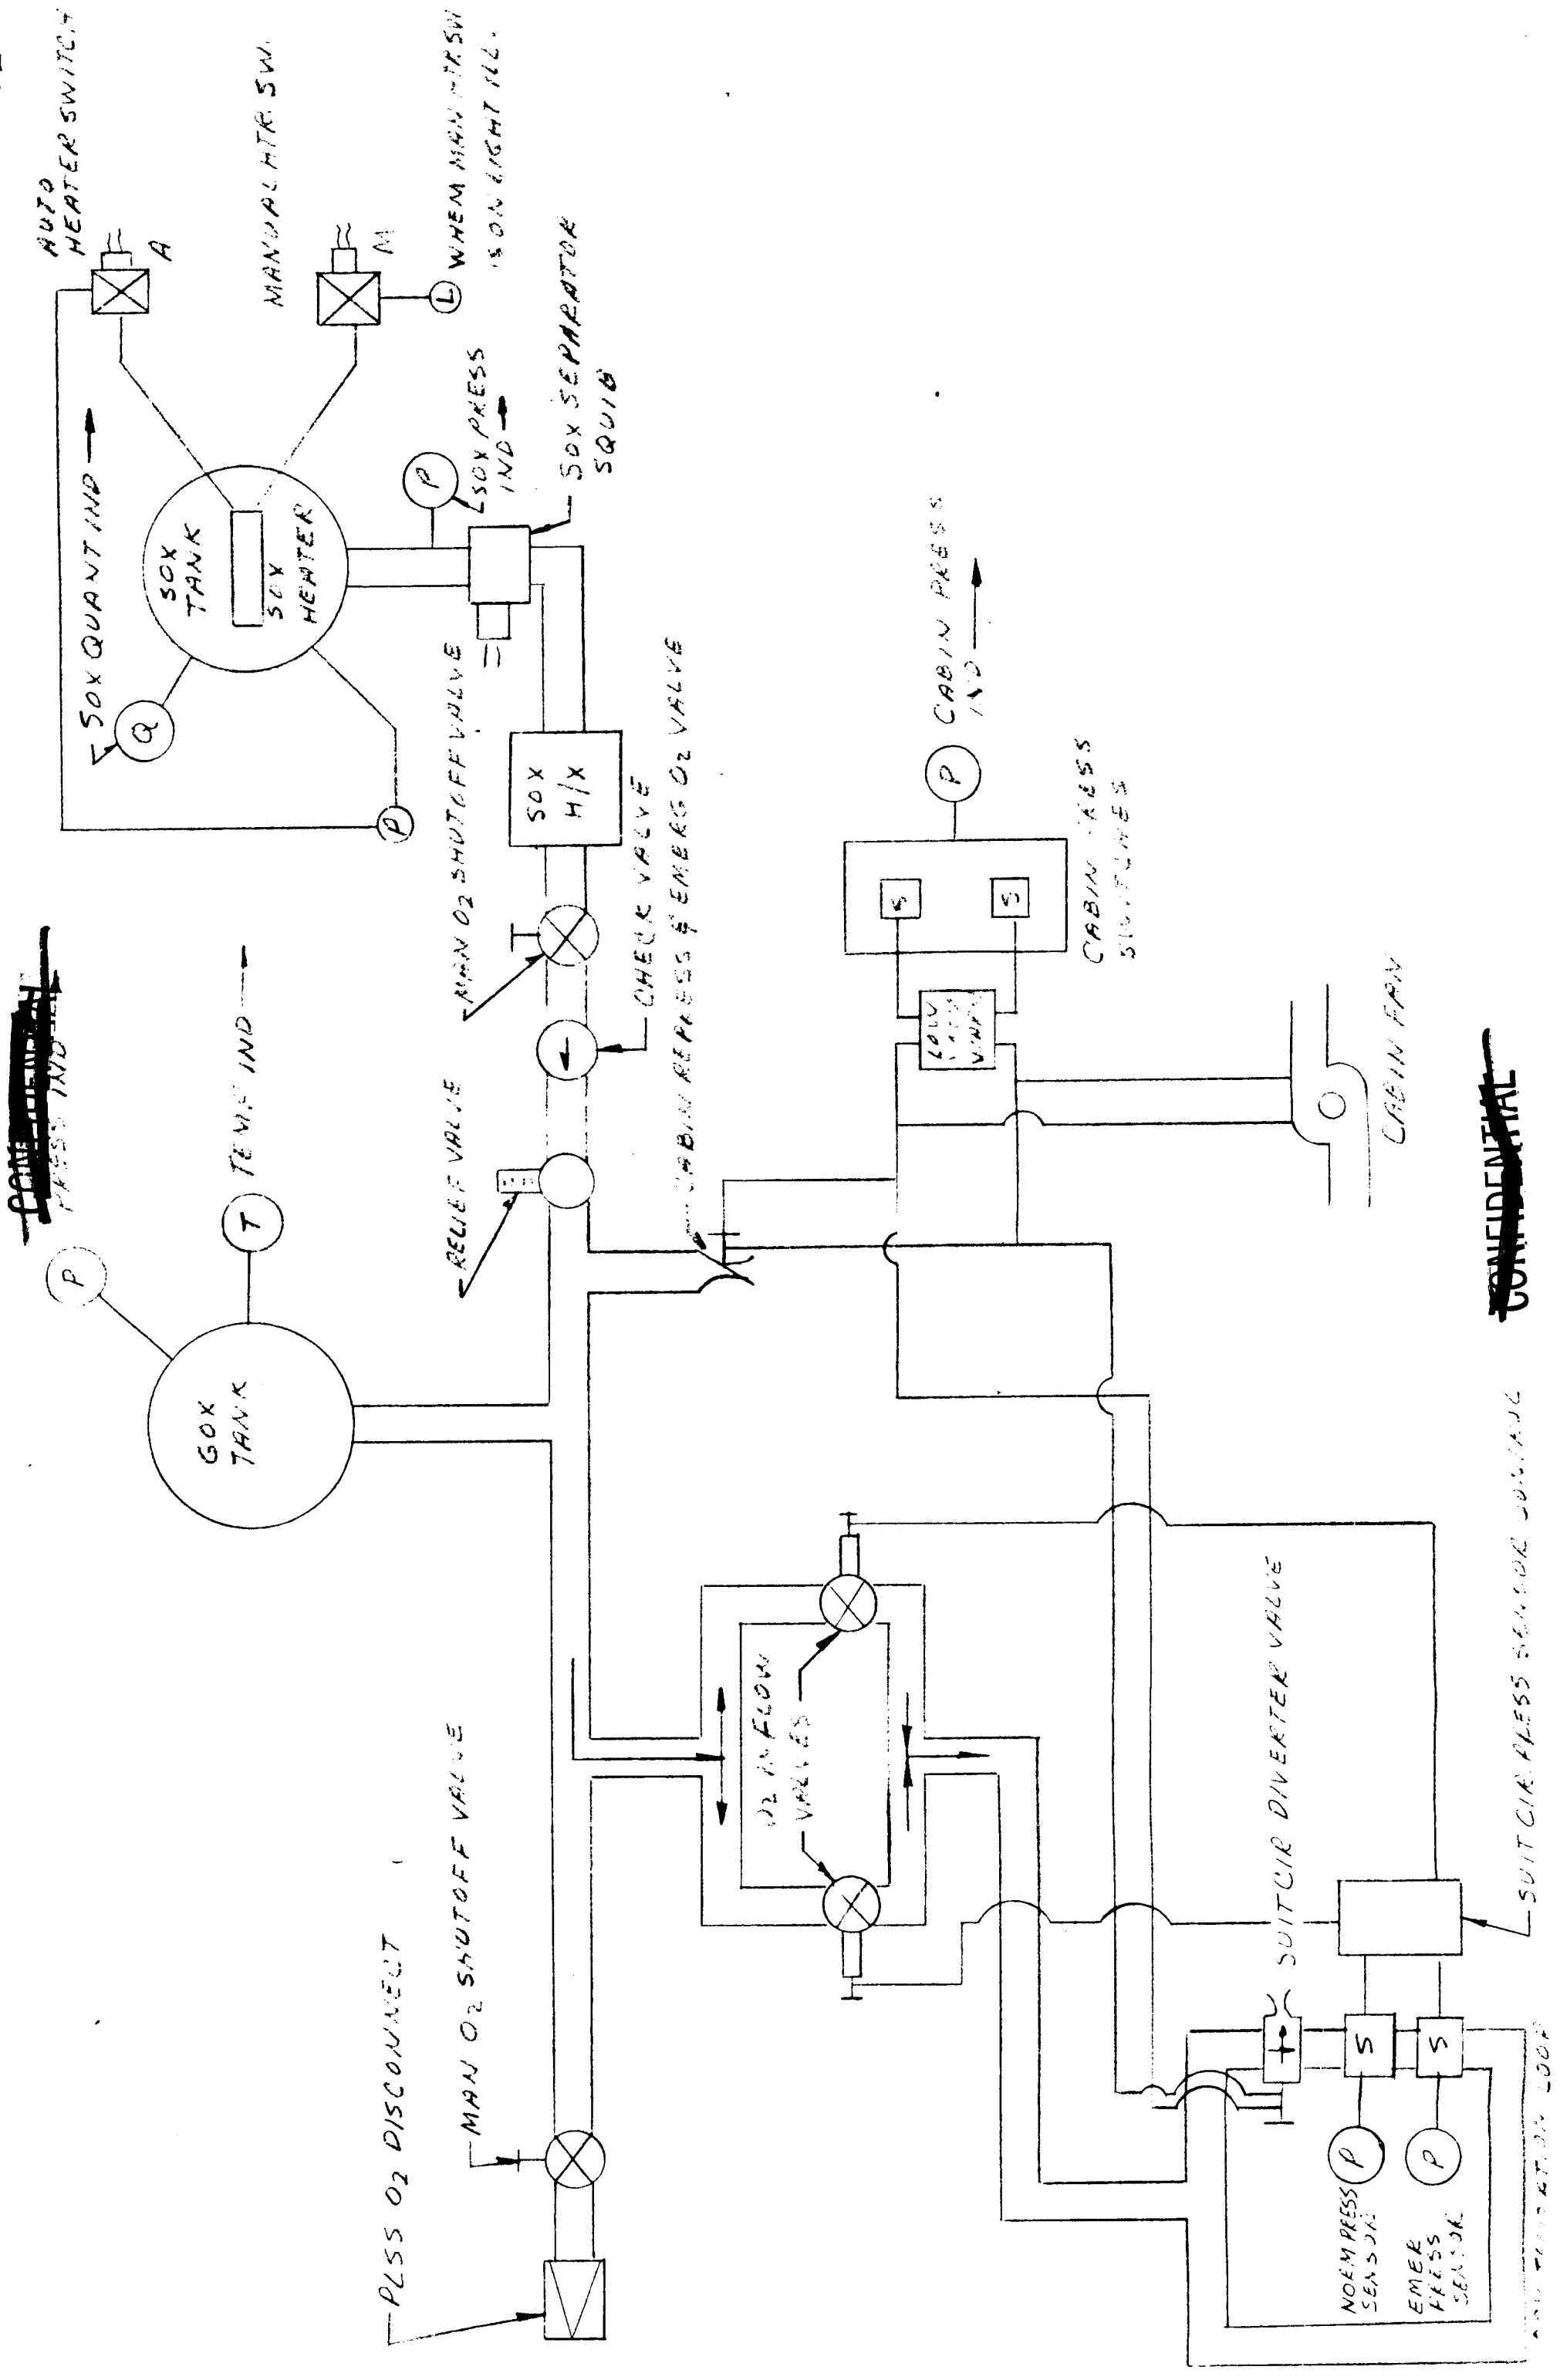 PLSS O2 DISCONNECT
MAN O2 SHUTOFF VALVE
GOX
TANK
P
PRESS IND
T
TEMP IND
CONFIDENTIAL
SOX QUANT IND
Q
SOX
TANK
SOX
HEATER
AUTO
HEATER SWITCH
A
MANUAL HTR. SW.
M
L
WHEM MAN HTR SW
IS ON LIGHT ILL.
P
P
SOX PRESS
IND
SOX SEPARATOR
SQUIB
SOX
H/X
MAN O2 SHUTOFF VALVE
CHECK VALVE
RELIEF VALVE
CABIN REPRESS & EMERG O2 VALVE
P
CABIN PRESS
IND
S
S
CABIN PRESS
SWITCHES
LOW
CABIN FAN
O2 INFLOW
VALVES
SUIT CIR DIVERTER VALVE
SUIT CIR PRESS SENSOR
S
S
P
P
NORM PRESS
SENSOR
EMER
PRESS
SENSOR
LOOP
CONFIDENTIAL